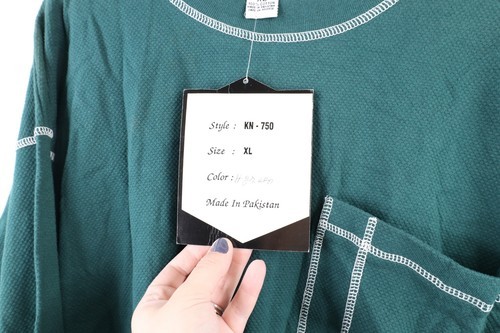 Style : KN - 750
Size : XL
Color :
Made In Pakistan